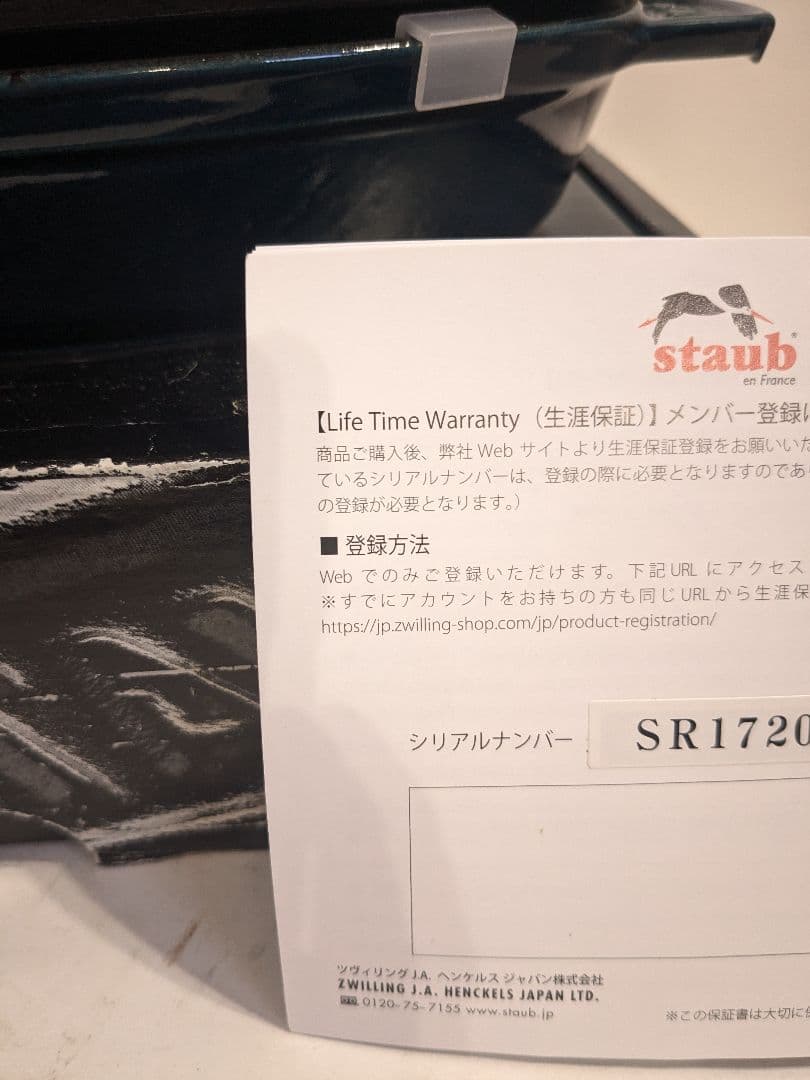 staub
en France
【Life Time Warranty（生涯保証）】メンバー登録
商品ご購入後、弊社 Web サイトより生涯保証登録をお願いいた
ているシリアルナンバーは、登録の際に必要となりますのであ
の登録が必要となります。）
■ 登録方法
Web でのみご登録いただけます。下記 URL にアクセス
※すでにアカウントをお持ちの方も同じ URL から生涯保
https://jp.zwilling-shop.com/jp/product-registration/
シリアルナンバー SR1720
ツヴィリング J.A. ヘンケルス ジャパン株式会社
ZWILLING J.A. HENCKELS JAPAN LTD.
0120-75-7155 www.staub.jp
※この保証書は大切に